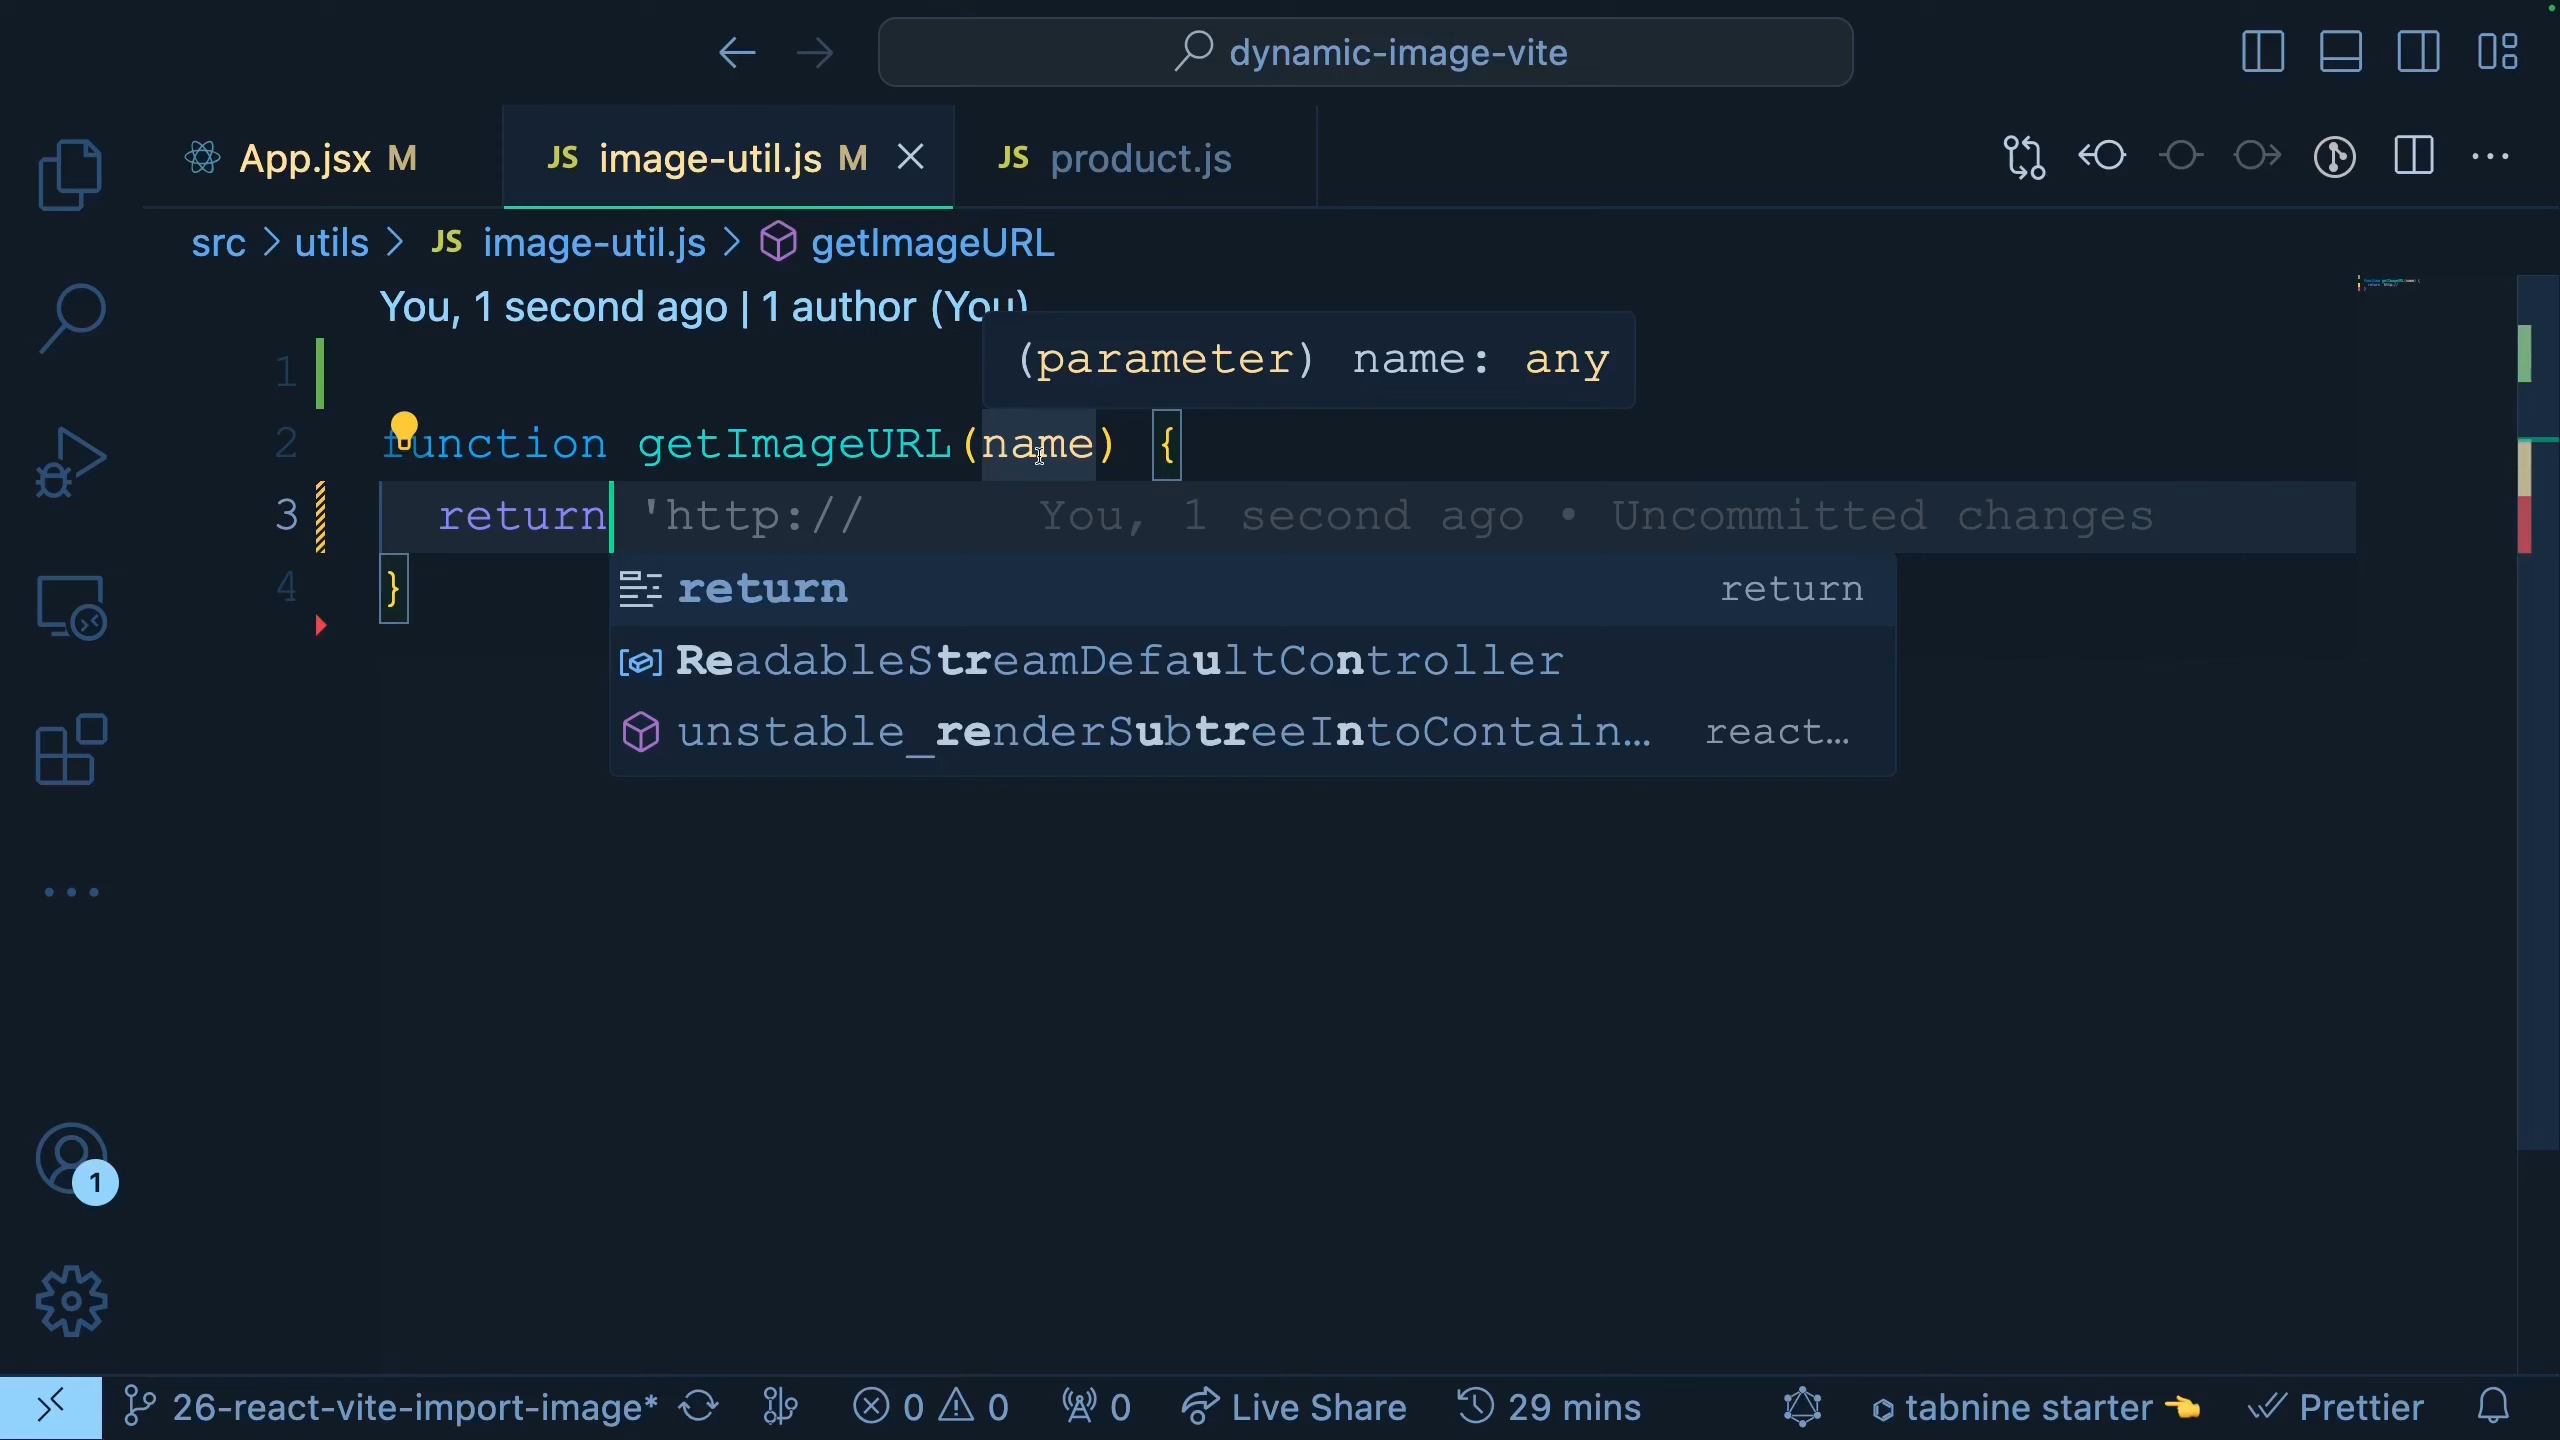 dynamic-image-vite
App.jsx M
JS image-util.js M
JS product.js
src > utils > JS image-util.js > getImageURL
You, 1 second ago | 1 author (You)
(parameter) name: any
1
2 function getImageURL(name) {
3 return 'http:// You, 1 second ago • Uncommitted changes
4 }
return return
ReadableStreamDefaultController
unstable_renderSubtreeIntoContain… react…
1
26-react-vite-import-image* 0 0 0 Live Share 29 mins tabnine starter 👈 Prettier